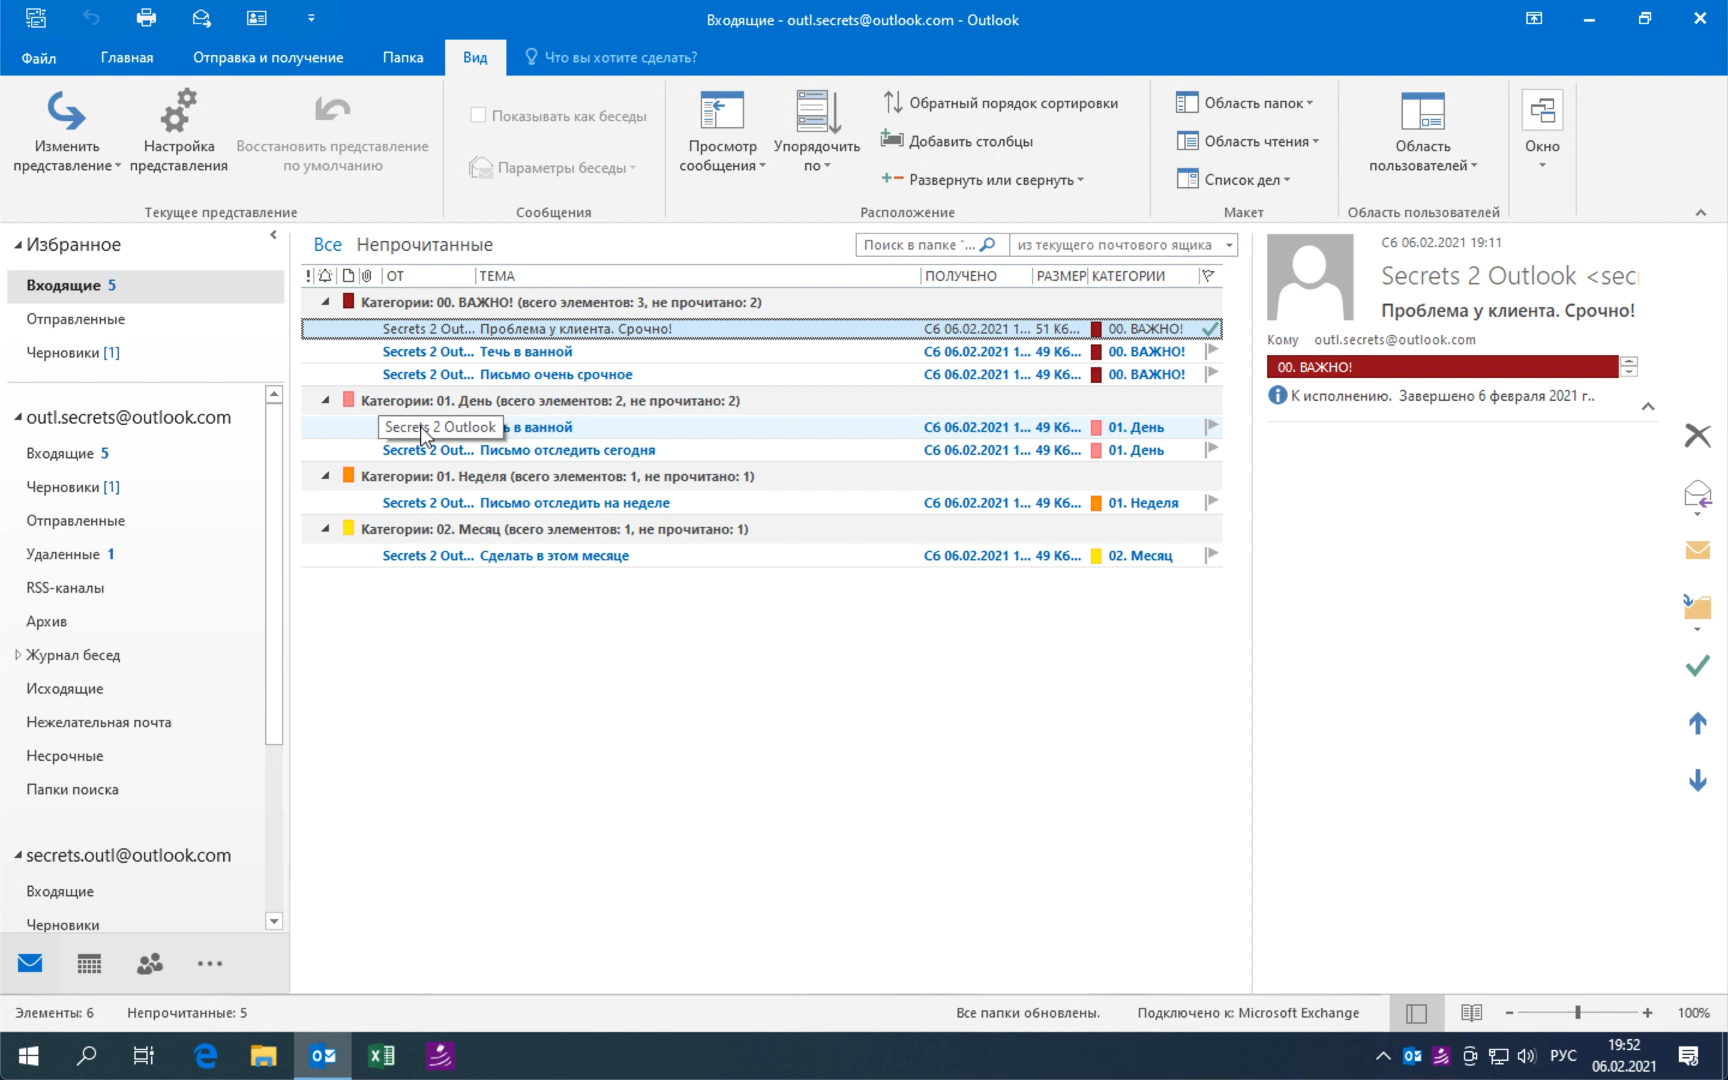 Входящие - outl.secrets@outlook.com - Outlook
Файл Главная Отправка и получение Папка Вид Что вы хотите сделать?
Изменить представление
Настройка представления
Восстановить представление по умолчанию
Текущее представление
Показывать как беседы
Параметры беседы
Сообщения
Просмотр сообщения
Упорядочить по
Обратный порядок сортировки
Добавить столбцы
Развернуть или свернуть
Расположение
Область папок
Область чтения
Список дел
Макет
Область пользователей
Область пользователей
Окно
Избранное
Входящие 5
Отправленные
Черновики [1]
outl.secrets@outlook.com
Входящие 5
Черновики [1]
Отправленные
Удаленные 1
RSS-каналы
Архив
Журнал бесед
Исходящие
Нежелательная почта
Несрочные
Папки поиска
secrets.outl@outlook.com
Входящие
Черновики
Все Непрочитанные
Поиск в папке "... из текущего почтового ящика
! ОТ ТЕМА ПОЛУЧЕНО РАЗМЕР КАТЕГОРИИ
Категории: 00. ВАЖНО! (всего элементов: 3, не прочитано: 2)
Secrets 2 Out... Проблема у клиента. Срочно! Сб 06.02.2021 1... 51 Кб... 00. ВАЖНО!
Secrets 2 Out... Течь в ванной Сб 06.02.2021 1... 49 Кб... 00. ВАЖНО!
Secrets 2 Out... Письмо очень срочное Сб 06.02.2021 1... 49 Кб... 00. ВАЖНО!
Категории: 01. День (всего элементов: 2, не прочитано: 2)
Secrets 2 Outlook ь в ванной Сб 06.02.2021 1... 49 Кб... 01. День
Secrets 2 Out... Письмо отследить сегодня Сб 06.02.2021 1... 49 Кб... 01. День
Категории: 01. Неделя (всего элементов: 1, не прочитано: 1)
Secrets 2 Out... Письмо отследить на неделе Сб 06.02.2021 1... 49 Кб... 01. Неделя
Категории: 02. Месяц (всего элементов: 1, не прочитано: 1)
Secrets 2 Out... Сделать в этом месяце Сб 06.02.2021 1... 49 Кб... 02. Месяц
Сб 06.02.2021 19:11
Secrets 2 Outlook <sec
Проблема у клиента. Срочно!
Кому outl.secrets@outlook.com
00. ВАЖНО!
К исполнению. Завершено 6 февраля 2021 г..
Элементы: 6 Непрочитанные: 5 Все папки обновлены. Подключено к: Microsoft Exchange 100%
РУС 19:52
06.02.2021